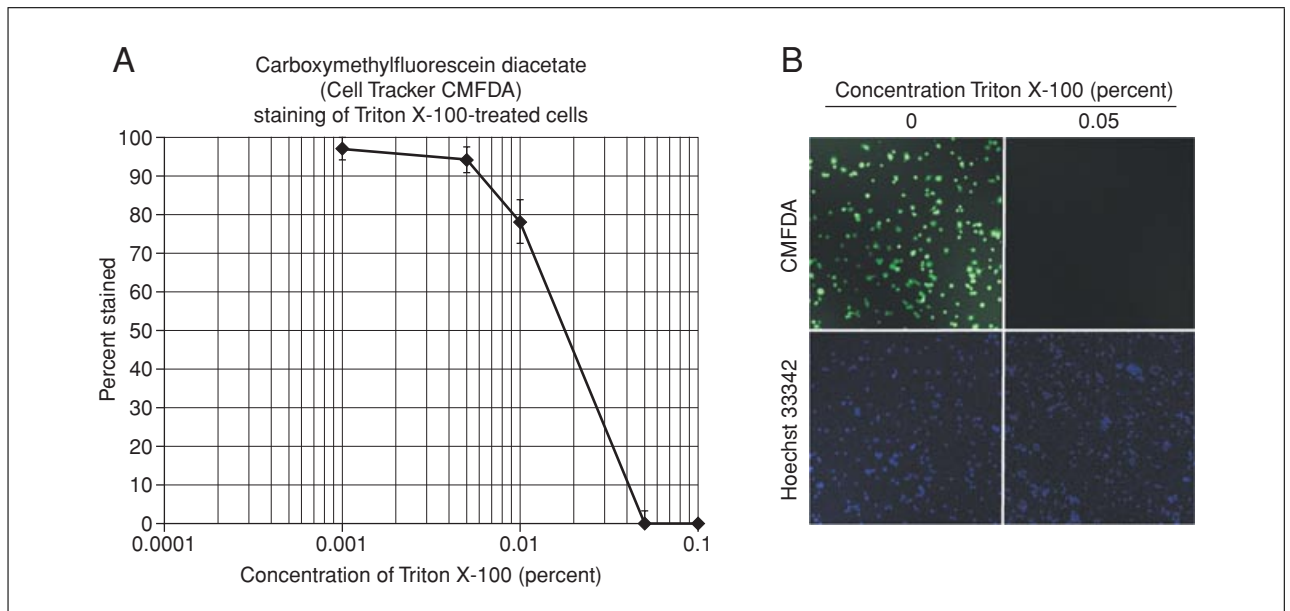 A
Carboxymethylfluorescein diacetate
(Cell Tracker CMFDA)
staining of Triton X-100-treated cells
100
90
80
70
60
50
40
30
20
10
0
Percent stained
0.0001
0.001
0.01
0.1
Concentration of Triton X-100 (percent)
B
Concentration Triton X-100 (percent)
0
0.05
CMFDA
Hoechst 33342